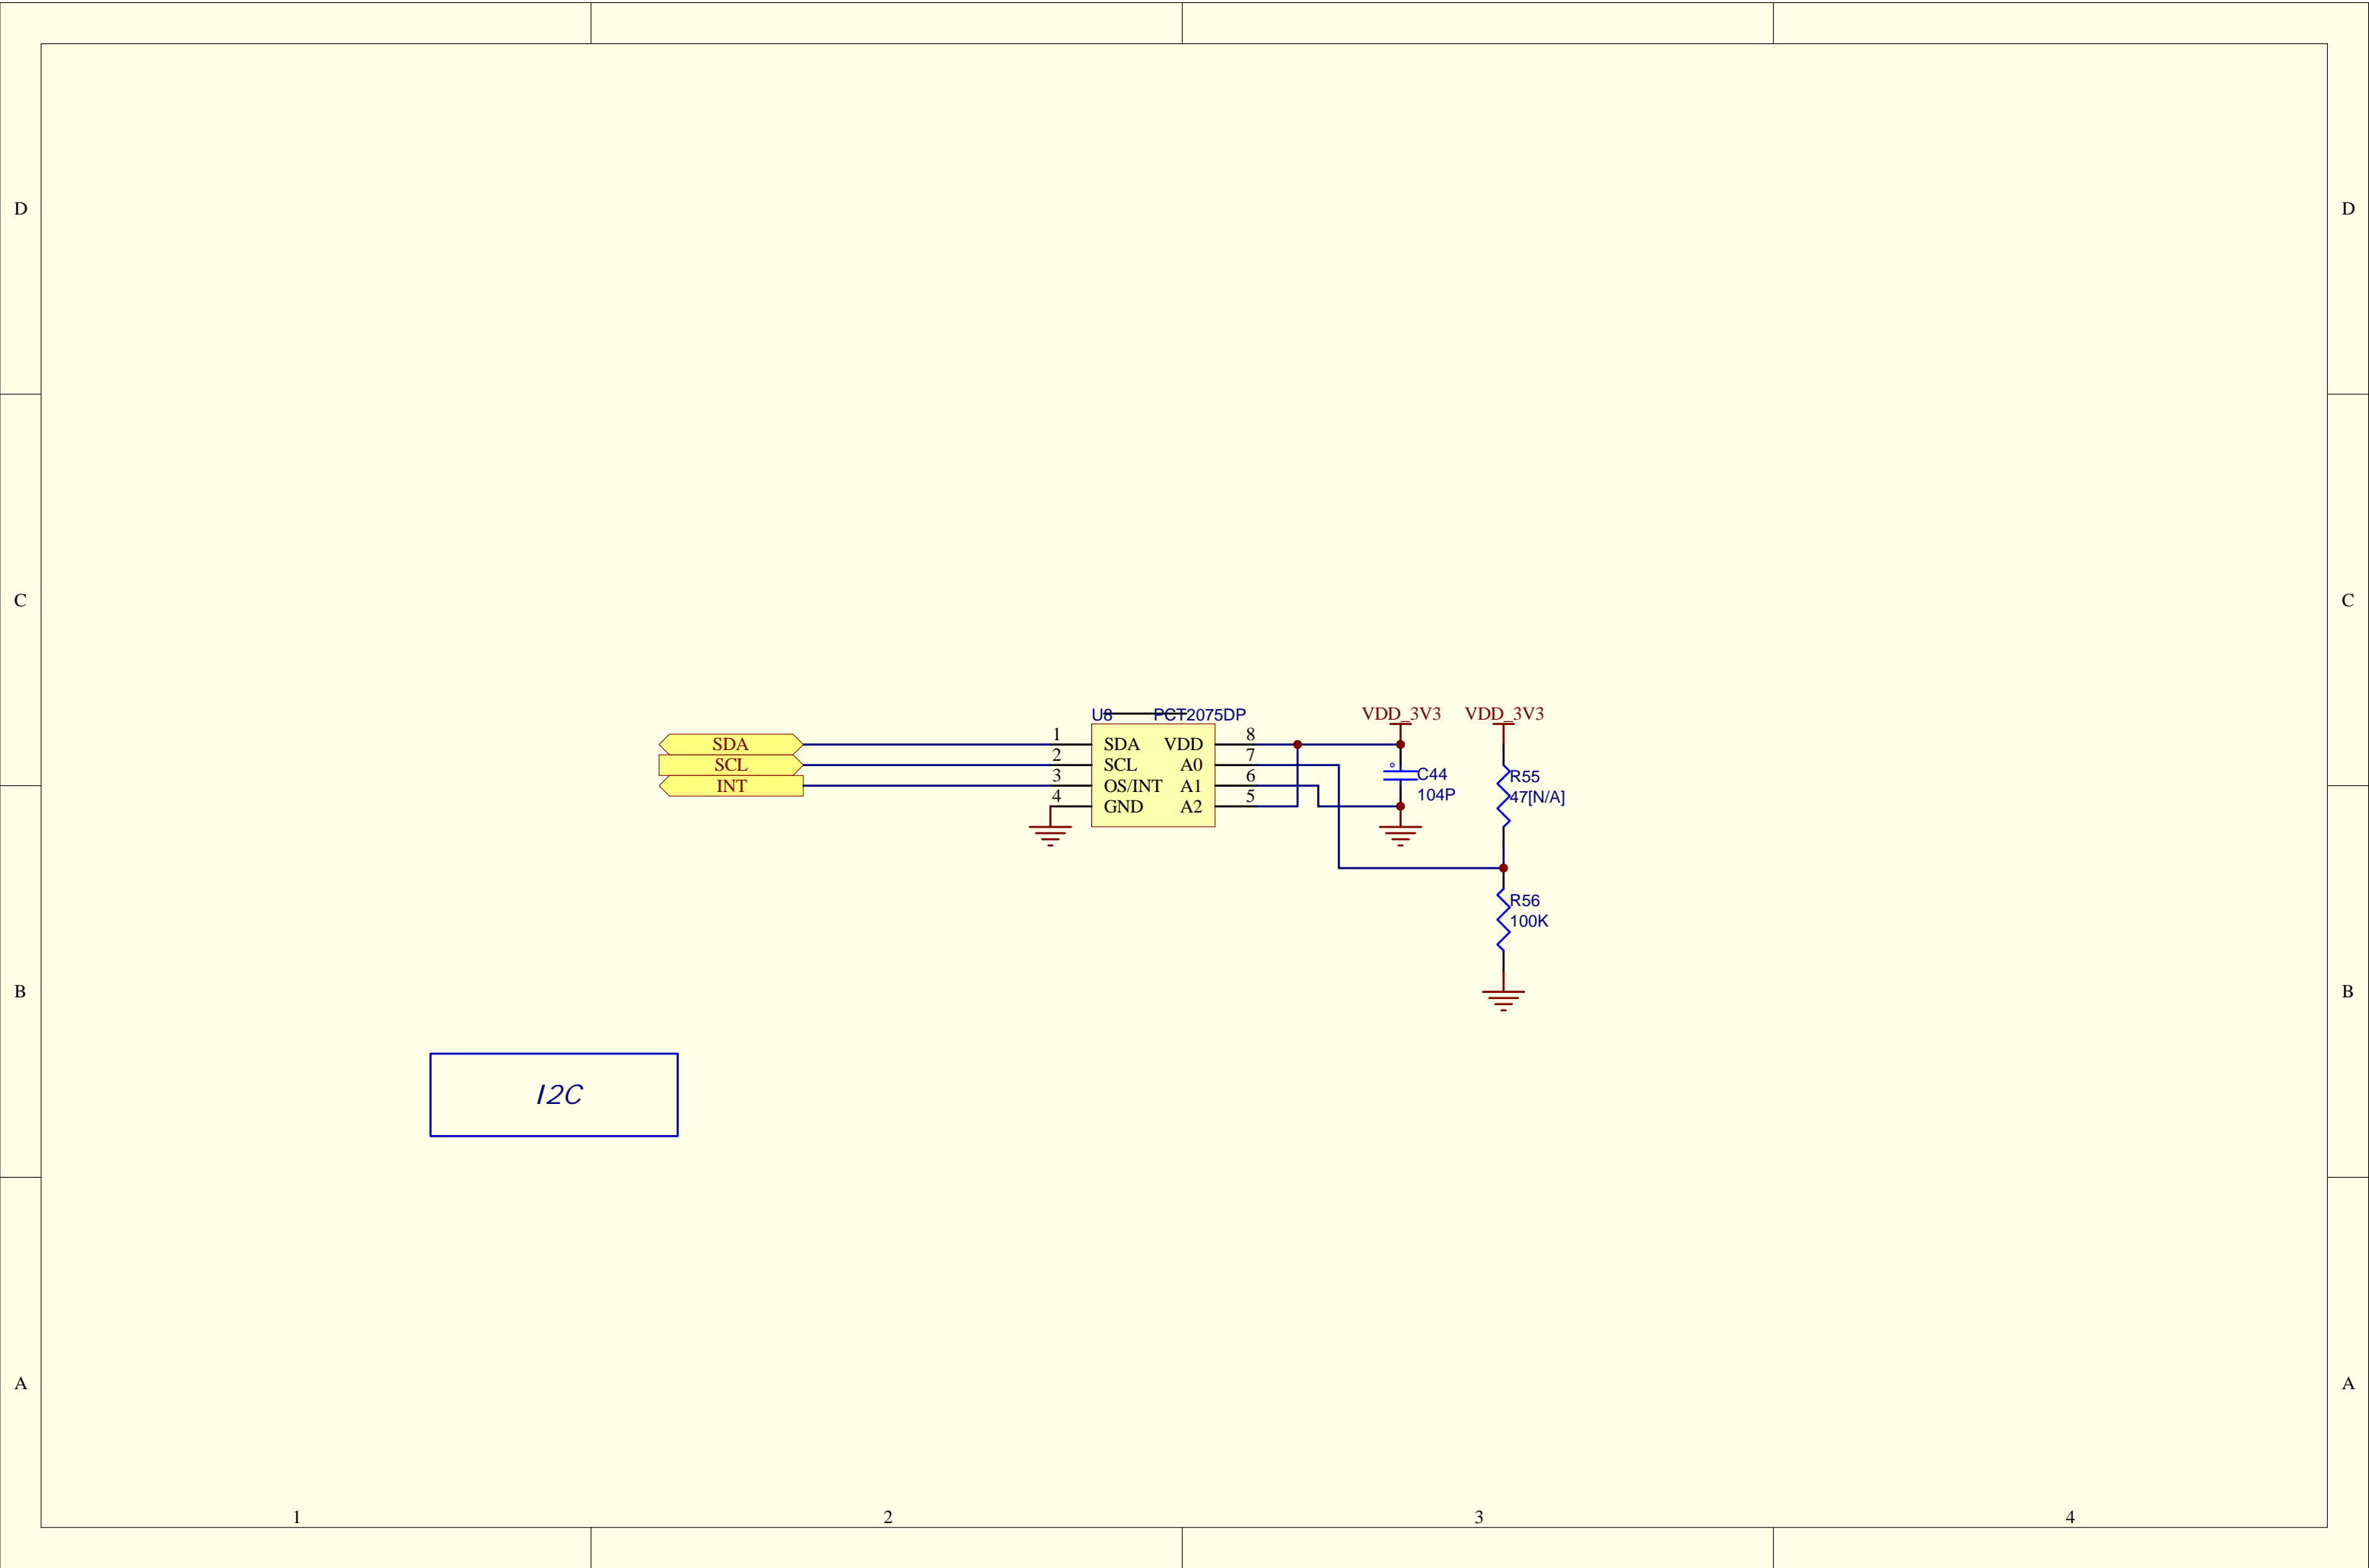 D
D
C
C
U8
PCT2075DP
VDD_3V3
VDD_3V3
SDA
1
SDA
VDD
8
SCL
2
SCL
A0
7
INT
3
OS/INT
A1
6
4
GND
A2
5
C44
104P
R55
47[N/A]
R56
100K
B
B
I2C
A
A
1
2
3
4